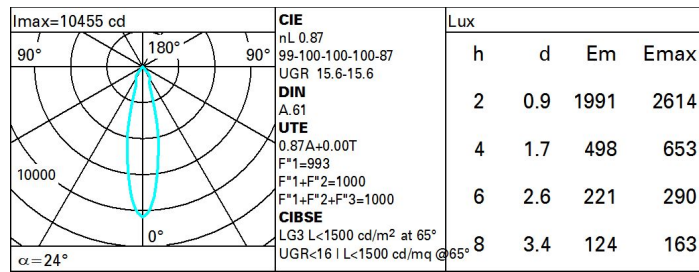 Imax=10455 cd
90°
180°
90°
10000
0°
α=24°
CIE
nL 0.87
99-100-100-100-87
UGR 15.6-15.6
DIN
A.61
UTE
0.87A+0.00T
F"1=993
F"1+F"2=1000
F"1+F"2+F"3=1000
CIBSE
LG3 L<1500 cd/m² at 65°
UGR<16 | L<1500 cd/mq @65°
Lux
h d Em Emax
2 0.9 1991 2614
4 1.7 498 653
6 2.6 221 290
8 3.4 124 163